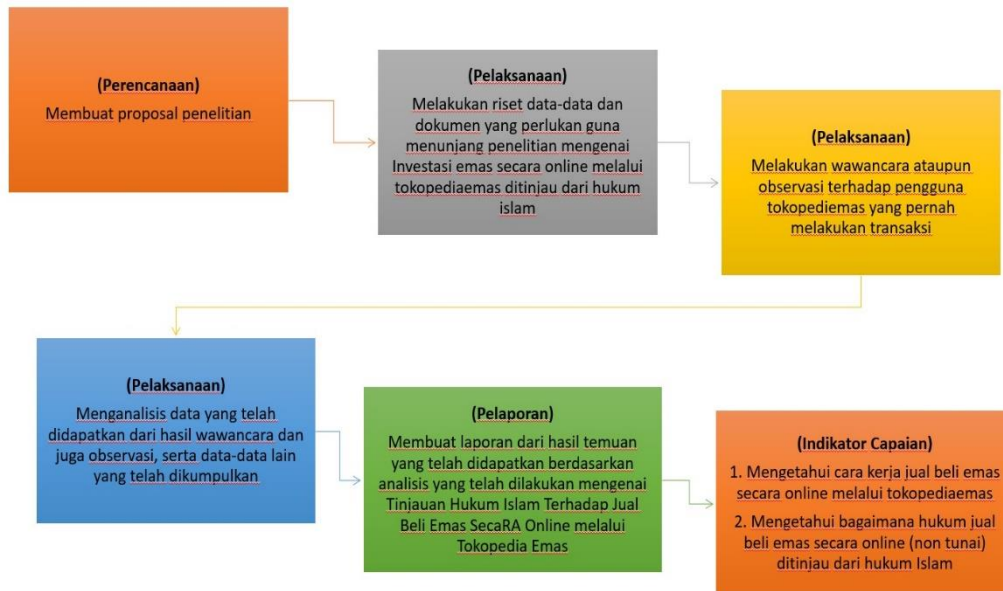 (Perencanaan)
Membuat proposal penelitian
(Pelaksanaan)
Melakukan riset data-data dan
dokumen yang perlukan guna
menunjang penelitian mengenai
Investasi emas secara online melalui
tokopediaemas ditinjau dari hukum
islam
(Pelaksanaan)
Melakukan wawancara ataupun
observasi terhadap pengguna
tokopediemas yang pernah
melakukan transaksi
(Pelaksanaan)
Menganalisis data yang telah
didapatkan dari hasil wawancara dan
juga observasi, serta data-data lain
yang telah dikumpulkan
(Pelaporan)
Membuat laporan dari hasil temuan
yang telah didapatkan berdasarkan
analisis yang telah dilakukan mengenai
Tinjauan Hukum Islam Terhadap Jual
Beli Emas SecaRA Online melalui
Tokopedia Emas
(Indikator Capaian)
1. Mengetahui cara kerja jual beli emas
secara online melalui tokopediaemas
2. Mengetahui bagaimana hukum jual
beli emas secara online (non tunai)
ditinjau dari hukum Islam